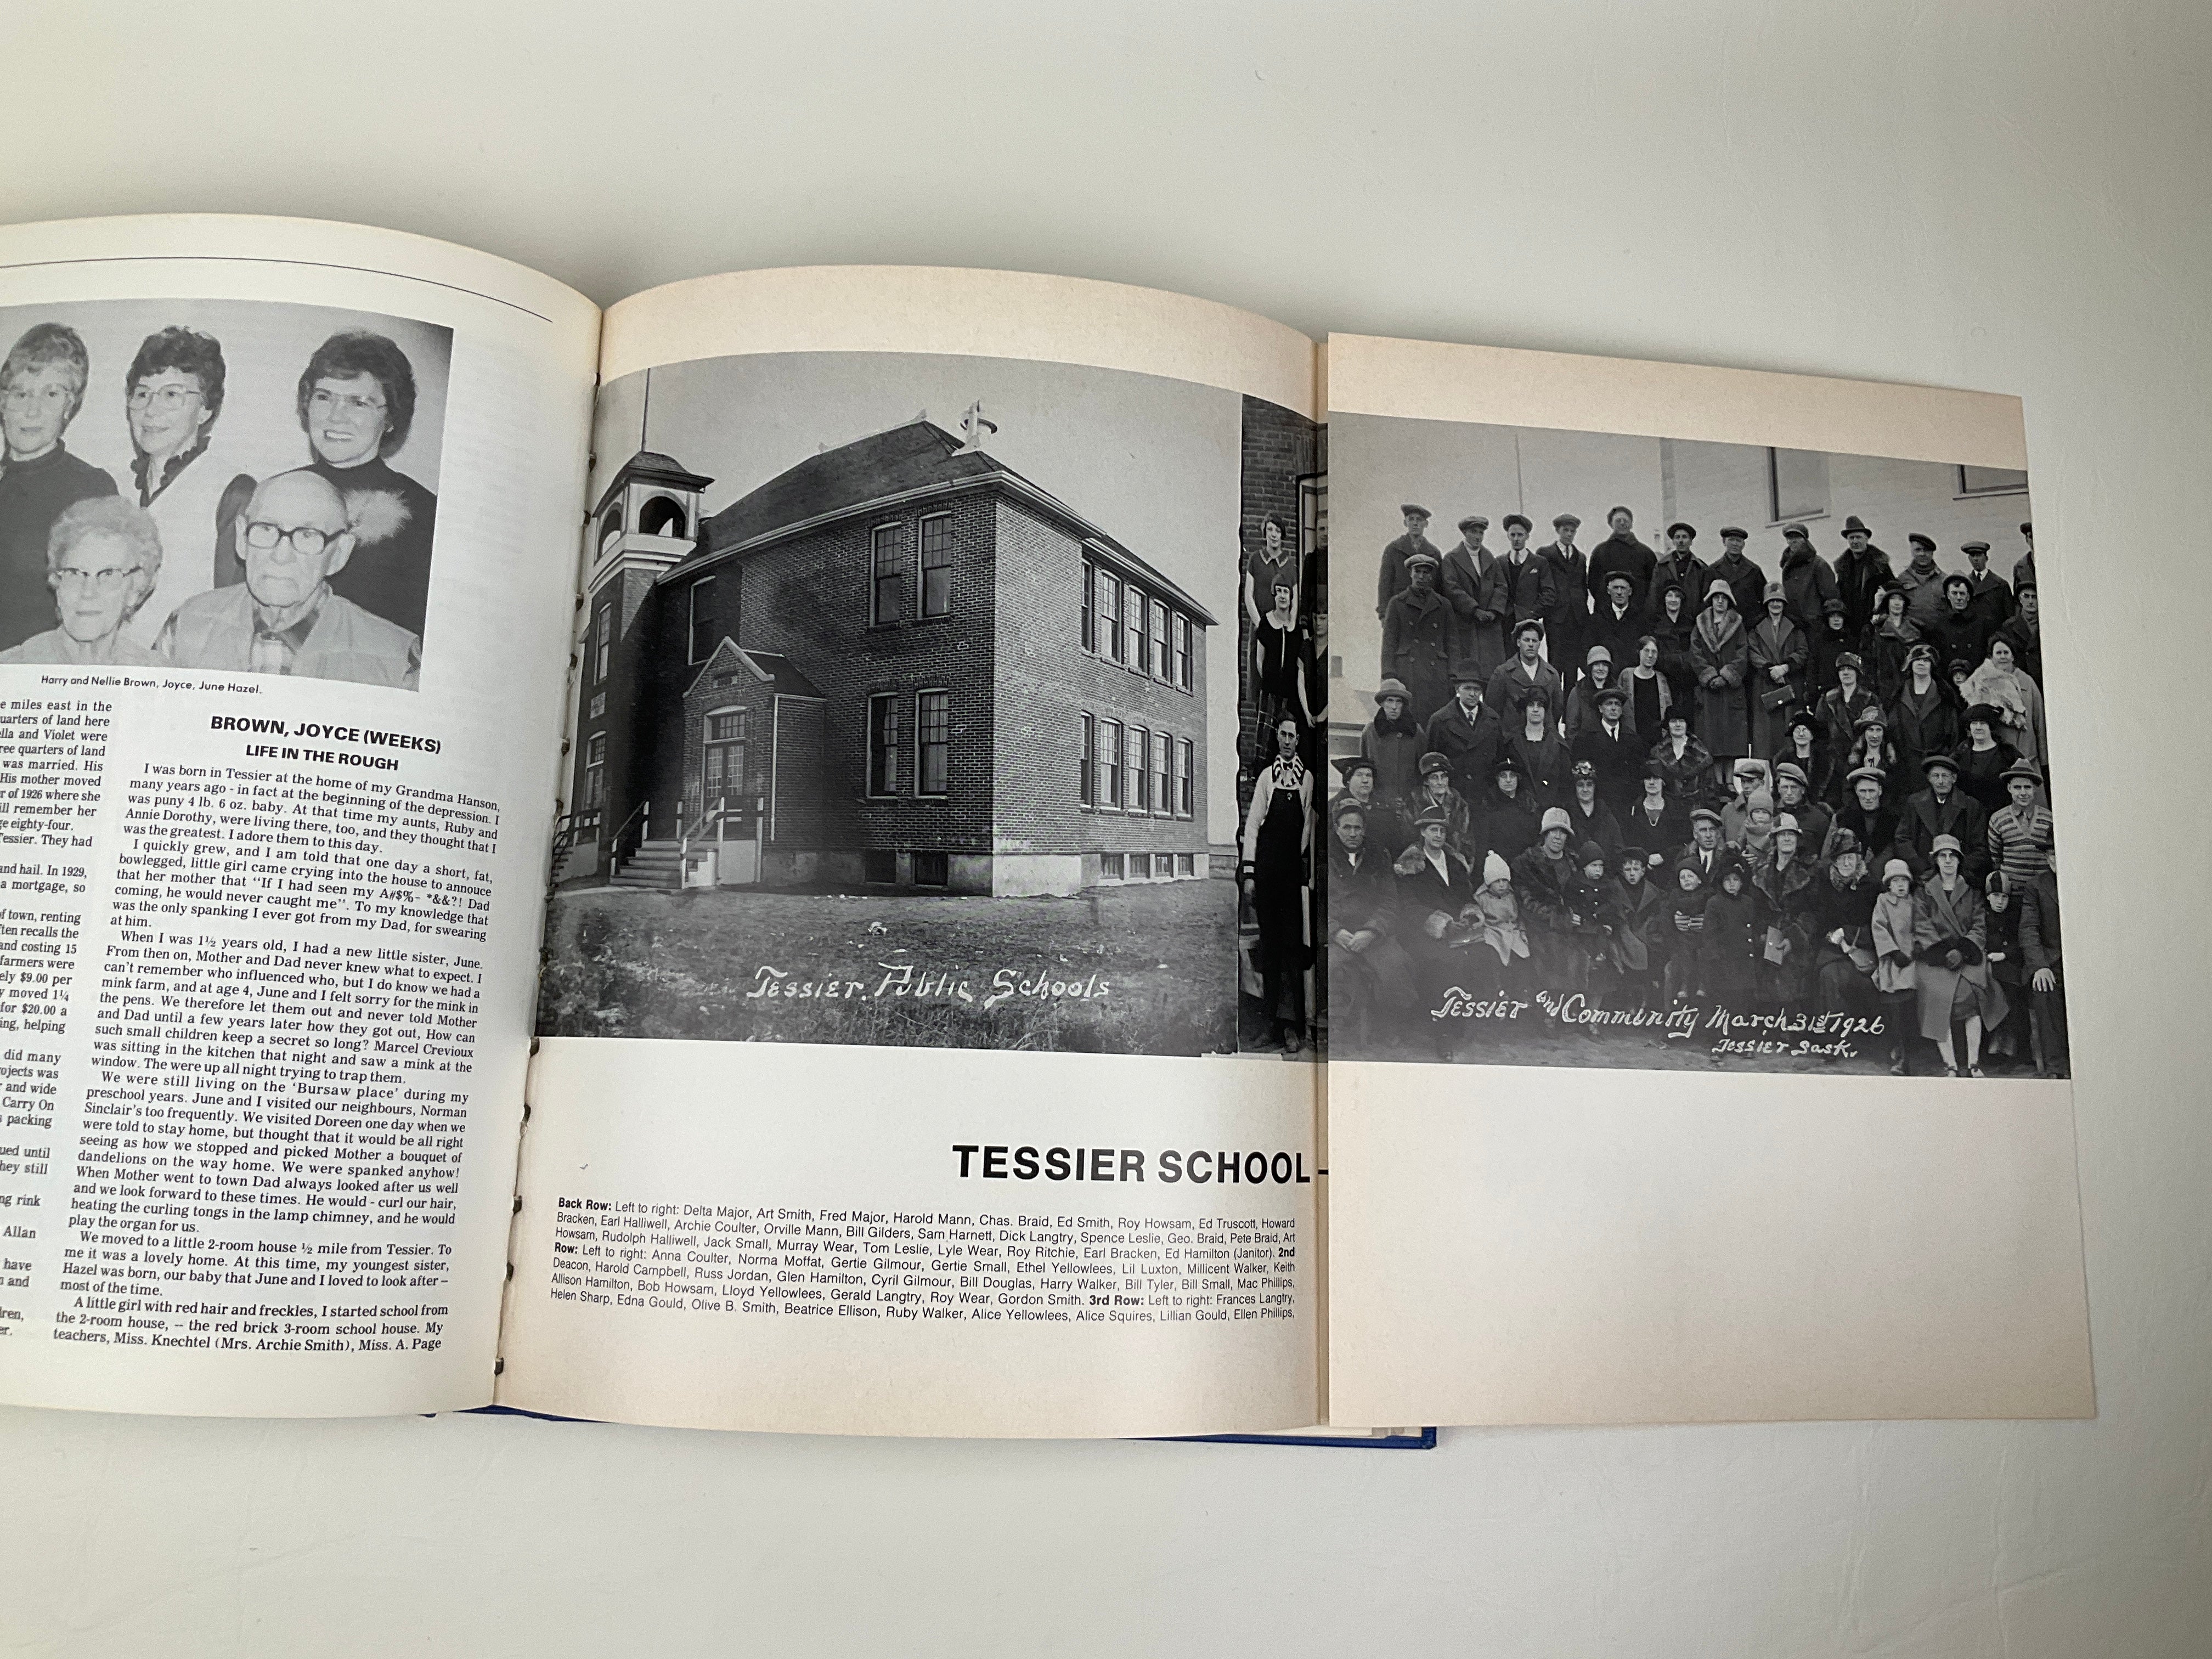 Harry and Nellie Brown, Joyce, June Hazel.
e miles east in the
uarters of land here
lla and Violet were
ree quarters of land
was married. His
His mother moved
r of 1926 where she
ill remember her
ge eighty-four.
Tessier. They had
and hail. In 1929,
a mortgage, so
of town, renting
ten recalls the
and costing 15
farmers were
ely $9.00 per
y moved 1¼
for $20.00 a
ing, helping
did many
rojects was
r and wide
Carry On
s packing
ued until
hey still
ng rink
Allan
have
n and
dren,
er.
BROWN, JOYCE (WEEKS)
LIFE IN THE ROUGH
I was born in Tessier at the home of my Grandma Hanson,
many years ago - in fact at the beginning of the depression. I
was puny 4 lb. 6 oz. baby. At that time my aunts, Ruby and
Annie Dorothy, were living there, too, and they thought that I
was the greatest. I adore them to this day.
I quickly grew, and I am told that one day a short, fat,
bowlegged, little girl came crying into the house to annouce
that her mother that "If I had seen my A#$%- *&&?! Dad
coming, he would never caught me". To my knowledge that
was the only spanking I ever got from my Dad, for swearing
at him.
When I was 1½ years old, I had a new little sister, June.
From then on, Mother and Dad never knew what to expect. I
can't remember who influenced who, but I do know we had a
mink farm, and at age 4, June and I felt sorry for the mink in
the pens. We therefore let them out and never told Mother
and Dad until a few years later how they got out, How can
such small children keep a secret so long? Marcel Crevioux
was sitting in the kitchen that night and saw a mink at the
window. The were up all night trying to trap them.
We were still living on the 'Bursaw place' during my
preschool years. June and I visited our neighbours, Norman
Sinclair's too frequently. We visited Doreen one day when we
were told to stay home, but thought that it would be all right
seeing as how we stopped and picked Mother a bouquet of
dandelions on the way home. We were spanked anyhow!
When Mother went to town Dad always looked after us well
and we look forward to these times. He would - curl our hair,
heating the curling tongs in the lamp chimney, and he would
play the organ for us.
We moved to a little 2-room house ½ mile from Tessier. To
me it was a lovely home. At this time, my youngest sister,
Hazel was born, our baby that June and I loved to look after –
most of the time.
A little girl with red hair and freckles, I started school from
the 2-room house, -- the red brick 3-room school house. My
teachers, Miss. Knechtel (Mrs. Archie Smith), Miss. A. Page
Tessier. Public Schools
TESSIER SCHOOL-
Back Row: Left to right: Delta Major, Art Smith, Fred Major, Harold Mann, Chas. Braid, Ed Smith, Roy Howsam, Ed Truscott, Howard
Bracken, Earl Halliwell, Archie Coulter, Orville Mann, Bill Gilders, Sam Harnett, Dick Langtry, Spence Leslie, Geo. Braid, Pete Braid, Art
Howsam, Rudolph Halliwell, Jack Small, Murray Wear, Tom Leslie, Lyle Wear, Roy Ritchie, Earl Bracken, Ed Hamilton (Janitor). 2nd
Row: Left to right: Anna Coulter, Norma Moffat, Gertie Gilmour, Gertie Small, Ethel Yellowlees, Lil Luxton, Millicent Walker, Keith
Deacon, Harold Campbell, Russ Jordan, Glen Hamilton, Cyril Gilmour, Bill Douglas, Harry Walker, Bill Tyler, Bill Small, Mac Phillips,
Allison Hamilton, Bob Howsam, Lloyd Yellowlees, Gerald Langtry, Roy Wear, Gordon Smith. 3rd Row: Left to right: Frances Langtry,
Helen Sharp, Edna Gould, Olive B. Smith, Beatrice Ellison, Ruby Walker, Alice Yellowlees, Alice Squires, Lillian Gould, Ellen Phillips,
Tessier and Community March 31st 1926
Tessier Sask.